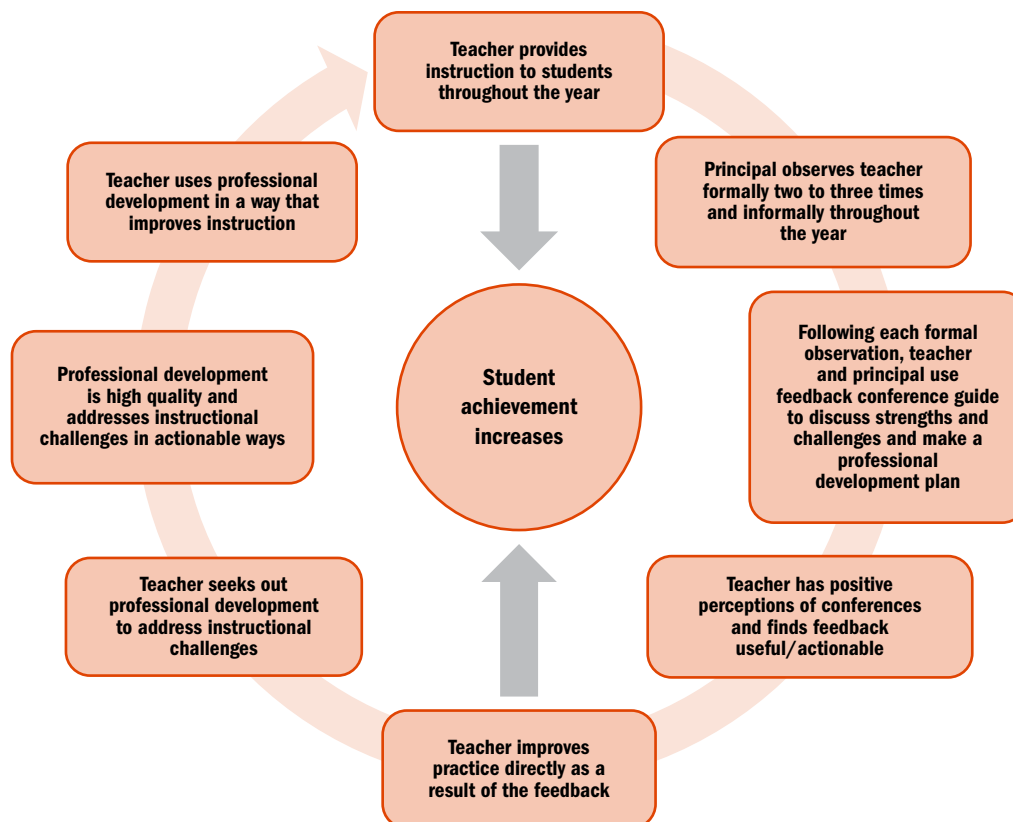 Teacher provides
instruction to students
throughout the year
Principal observes teacher
formally two to three times
and informally throughout
the year
Following each formal
observation, teacher
and principal use
feedback conference guide
to discuss strengths and
challenges and make a
professional
development plan
Teacher has positive
perceptions of conferences
and finds feedback
useful/actionable
Teacher improves
practice directly as a
result of the feedback
Teacher seeks out
professional development
to address instructional
challenges
Professional development
is high quality and
addresses instructional
challenges in actionable ways
Teacher uses professional
development in a way that
improves instruction
Student
achievement
increases